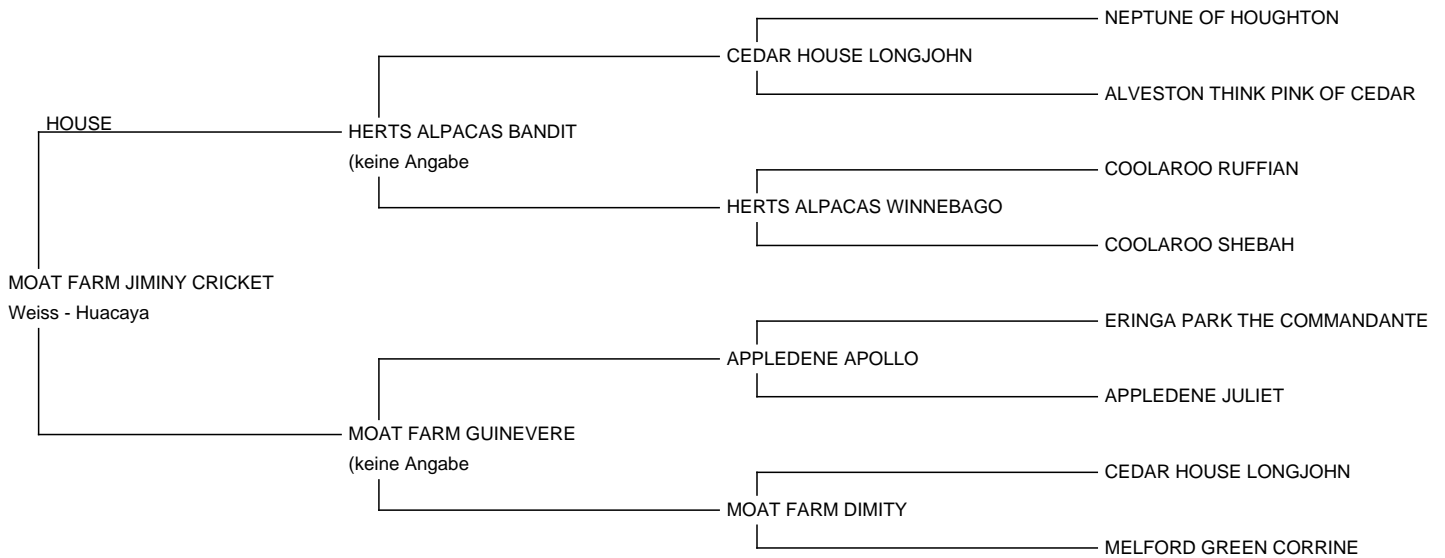 NEPTUNE OF HOUGHTON
CEDAR HOUSE LONGJOHN
ALVESTON THINK PINK OF CEDAR
HOUSE
HERTS ALPACAS BANDIT
(keine Angabe
COOLAROO RUFFIAN
HERTS ALPACAS WINNEBAGO
COOLAROO SHEBAH
MOAT FARM JIMINY CRICKET
Weiss - Huacaya
ERINGA PARK THE COMMANDANTE
APPLEDENE APOLLO
APPLEDENE JULIET
MOAT FARM GUINEVERE
(keine Angabe
CEDAR HOUSE LONGJOHN
MOAT FARM DIMITY
MELFORD GREEN CORRINE